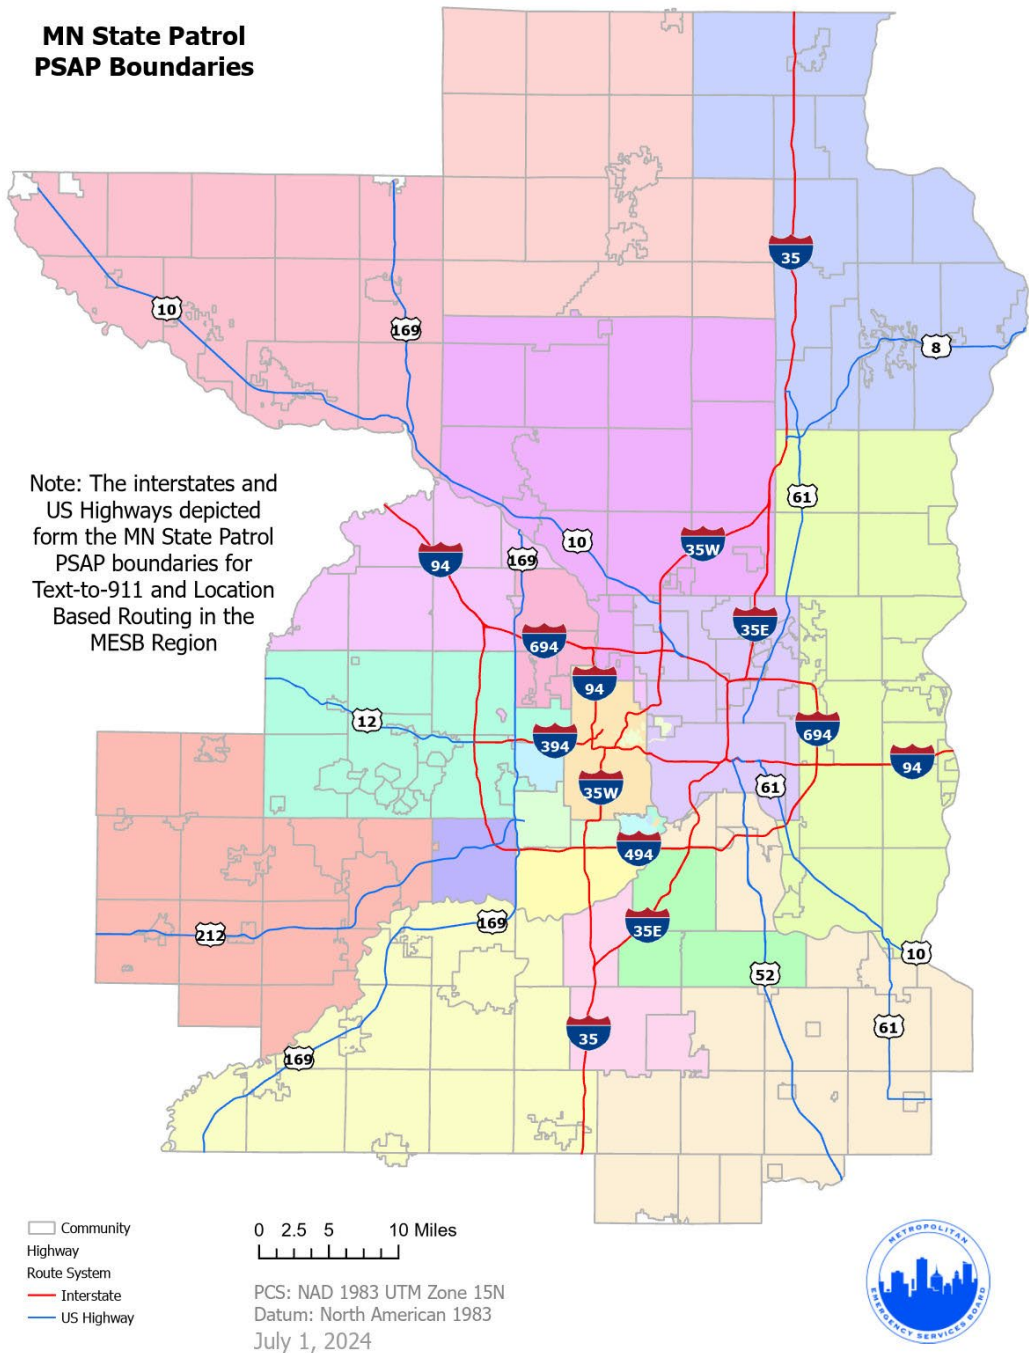 MN State Patrol
PSAP Boundaries
35
10
169
8
Note: The interstates and
US Highways depicted
form the MN State Patrol
PSAP boundaries for
Text-to-911 and Location
Based Routing in the
MESB Region
61
94
169
10
35W
694
35E
94
12
394
694
94
35W
61
494
212
169
35E
52
10
35
61
169
Community
Highway
Route System
Interstate
US Highway
0 2.5 5 10 Miles
PCS: NAD 1983 UTM Zone 15N
Datum: North American 1983
July 1, 2024
METROPOLITAN
EMERGENCY SERVICES BOARD